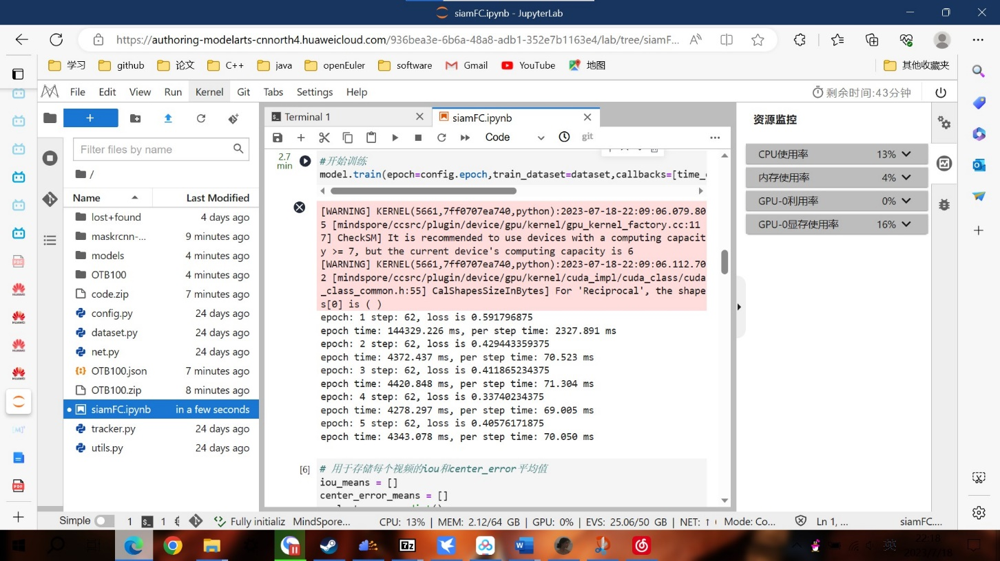 siamFC.ipynb - JupyterLab
https://authoring-modelarts-cnnorth4.huaweicloud.com/936bea3e-6b6a-48a8-adb1-352e7b1163e4/lab/tree/siamF...
学习 github 论文 C++ java openEuler software Gmail YouTube 地图 其他收藏夹
File Edit View Run Kernel Git Tabs Settings Help 剩余时间:43分钟
Terminal 1
siamFC.ipynb
Code
git
Filter files by name
/
Name Last Modified
lost+found 4 days ago
maskrcnn-... 9 minutes ago
models 4 minutes ago
OTB100 4 minutes ago
code.zip 7 minutes ago
config.py 24 days ago
dataset.py 24 days ago
net.py 24 days ago
OTB100.json 7 minutes ago
OTB100.zip 8 minutes ago
siamFC.ipynb in a few seconds
tracker.py 24 days ago
utils.py 24 days ago
2.7
min
#开始训练
model.train(epoch=config.epoch,train_dataset=dataset,callbacks=[time_
[WARNING] KERNEL(5661,7ff0707ea740,python):2023-07-18-22:09:06.079.80
5 [mindspore/ccsrc/plugin/device/gpu/kernel/gpu_kernel_factory.cc:11
7] CheckSM] It is recommended to use devices with a computing capacit
y >= 7, but the current device's computing capacity is 6
[WARNING] KERNEL(5661,7ff0707ea740,python):2023-07-18-22:09:06.112.70
2 [mindspore/ccsrc/plugin/device/gpu/kernel/cuda_impl/cuda_class/cuda
_class_common.h:55] CalShapesSizeInBytes] For 'Reciprocal', the shape
s[0] is ( )
epoch: 1 step: 62, loss is 0.591796875
epoch time: 144329.226 ms, per step time: 2327.891 ms
epoch: 2 step: 62, loss is 0.429443359375
epoch time: 4372.437 ms, per step time: 70.523 ms
epoch: 3 step: 62, loss is 0.411865234375
epoch time: 4420.848 ms, per step time: 71.304 ms
epoch: 4 step: 62, loss is 0.33740234375
epoch time: 4278.297 ms, per step time: 69.005 ms
epoch: 5 step: 62, loss is 0.40576171875
epoch time: 4343.078 ms, per step time: 70.050 ms
[6]
# 用于存储每个视频的iou和center_error平均值
iou_means = []
center_error_means = []
资源监控
CPU使用率 13%
内存使用率 4%
GPU-0利用率 0%
GPU-0显存使用率 16%
Simple 1 1 Fully initializ MindSpore... CPU: 13% | MEM: 2.12/64 GB | GPU: 0% | EVS: 25.06/50 GB | NET: ↑ Mode: Co... Ln 1, ... siamFC....
英
22:18
2023/7/18